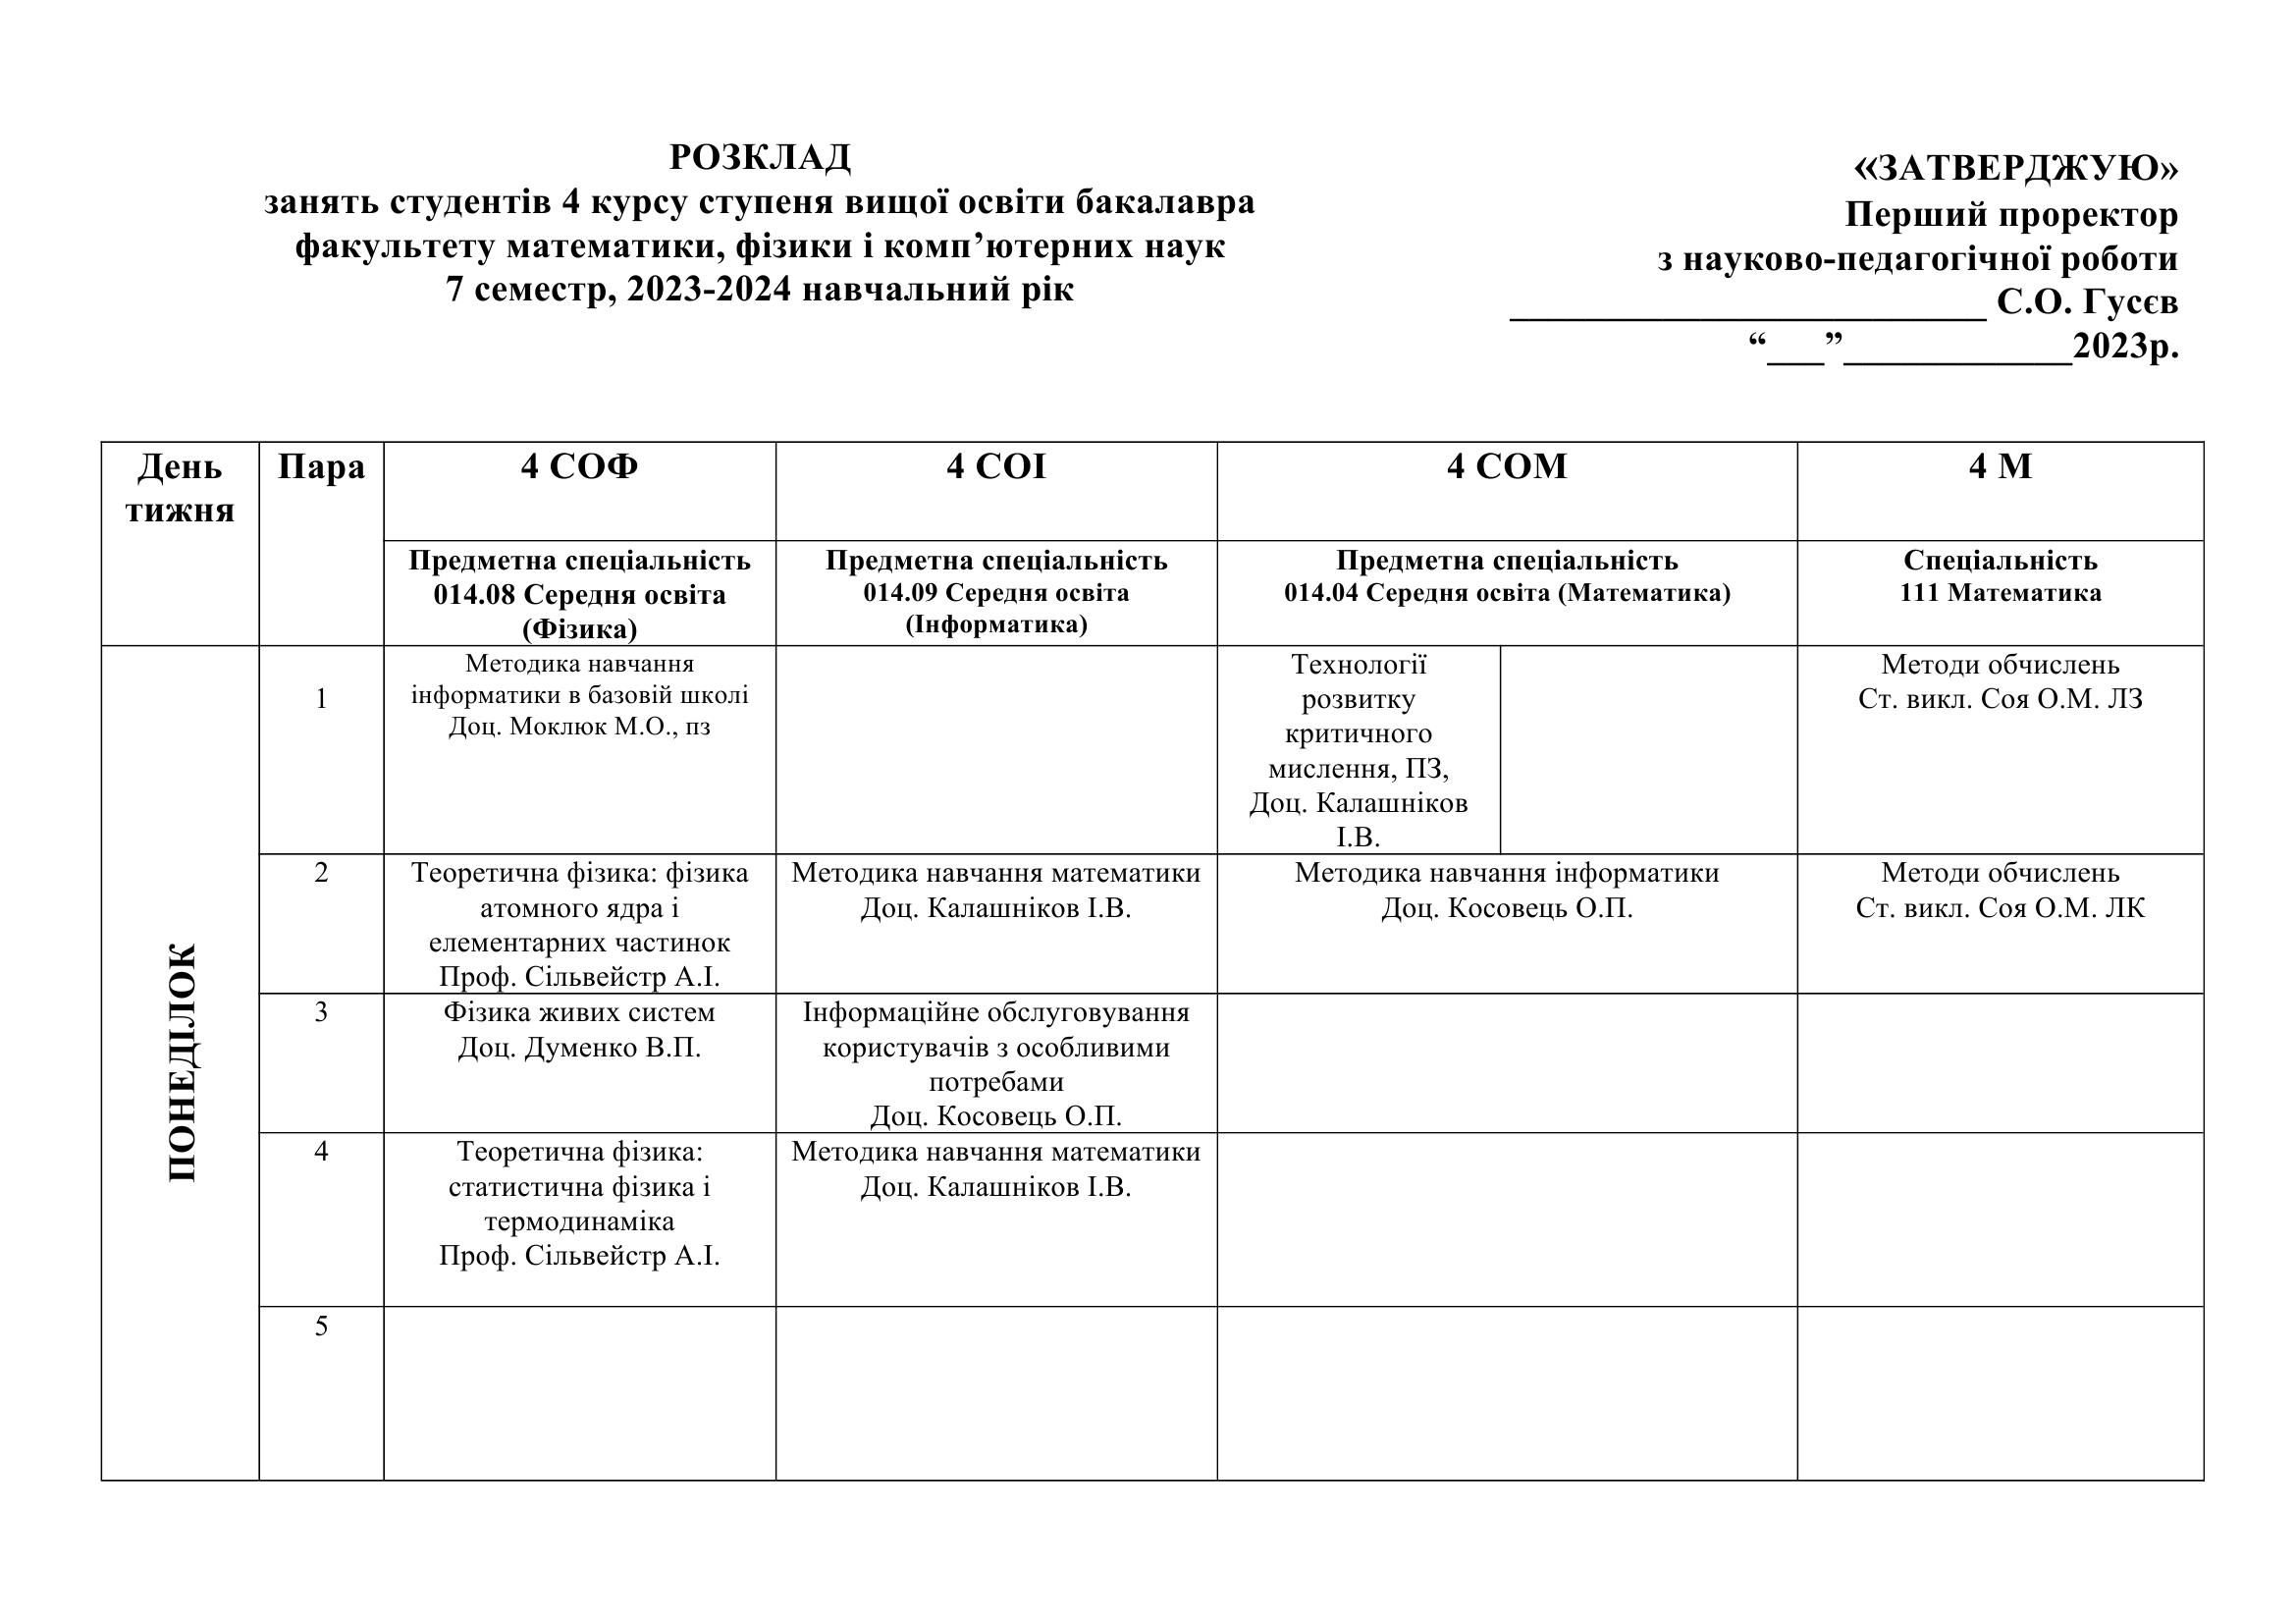 РОЗКЛАД
занять студентів 4 курсу ступеня вищої освіти бакалавра
факультету математики, фізики і комп’ютерних наук
7 семестр, 2023-2024 навчальний рік
«ЗАТВЕРДЖУЮ»
Перший проректор
з науково-педагогічної роботи
_________________________ С.О. Гусєв
“___”____________2023р.
День
тижня
Пара
4 СОФ
4 СОІ
4 СОМ
4 М
Предметна спеціальність
014.08 Середня освіта
(Фізика)
Предметна спеціальність
014.09 Середня освіта
(Інформатика)
Предметна спеціальність
014.04 Середня освіта (Математика)
Спеціальність
111 Математика
ПОНЕДІЛОК
1
Методика навчання
інформатики в базовій школі
Доц. Моклюк М.О., пз
Технології
розвитку
критичного
мислення, ПЗ,
Доц. Калашніков
І.В.
Методи обчислень
Ст. викл. Соя О.М. ЛЗ
2
Теоретична фізика: фізика
атомного ядра і
елементарних частинок
Проф. Сільвейстр А.І.
Методика навчання математики
Доц. Калашніков І.В.
Методика навчання інформатики
Доц. Косовець О.П.
Методи обчислень
Ст. викл. Соя О.М. ЛК
3
Фізика живих систем
Доц. Думенко В.П.
Інформаційне обслуговування
користувачів з особливими
потребами
Доц. Косовець О.П.
4
Теоретична фізика:
статистична фізика і
термодинаміка
Проф. Сільвейстр А.І.
Методика навчання математики
Доц. Калашніков І.В.
5